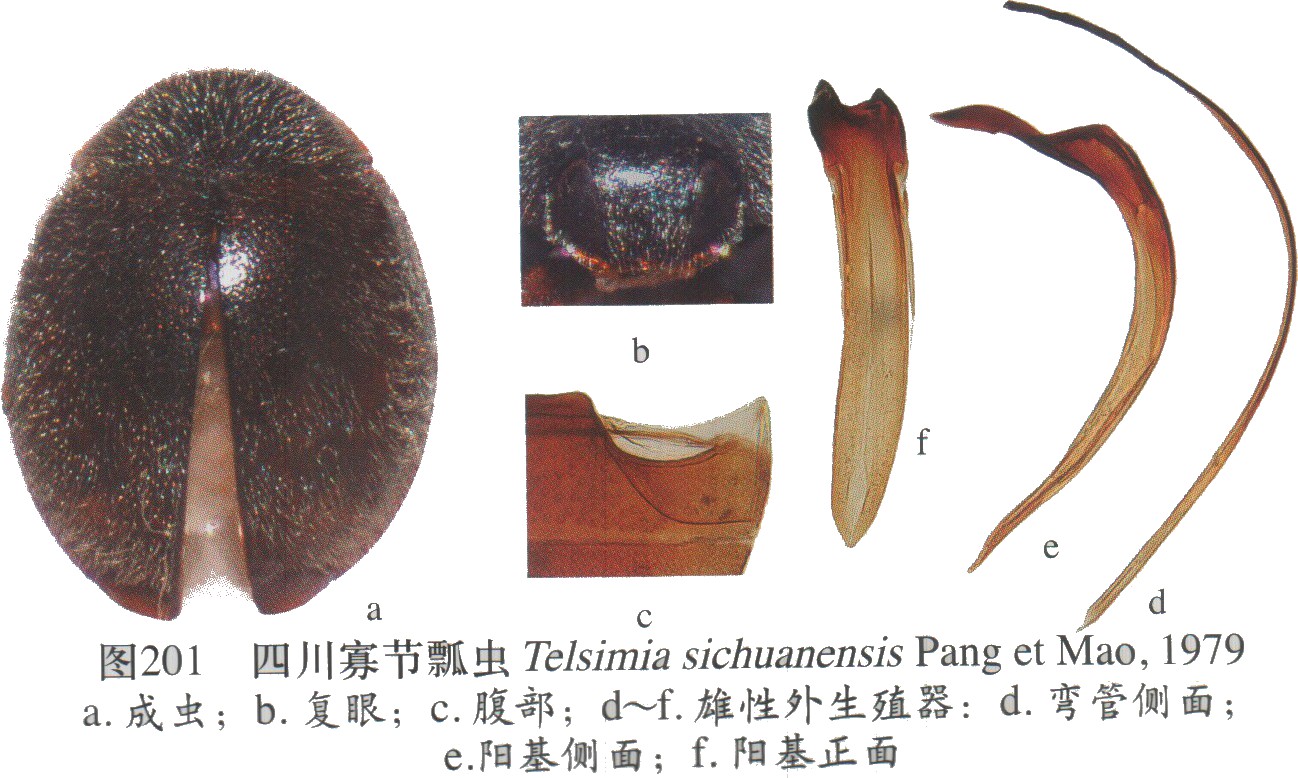 b
f
e
a
c
d
图201 四川寡节瓢虫 Telsimia sichuanensis Pang et Mao, 1979
a. 成虫；b. 复眼；c. 腹部；d~f. 雄性外生殖器：d. 弯管侧面；
e.阳基侧面；f. 阳基正面